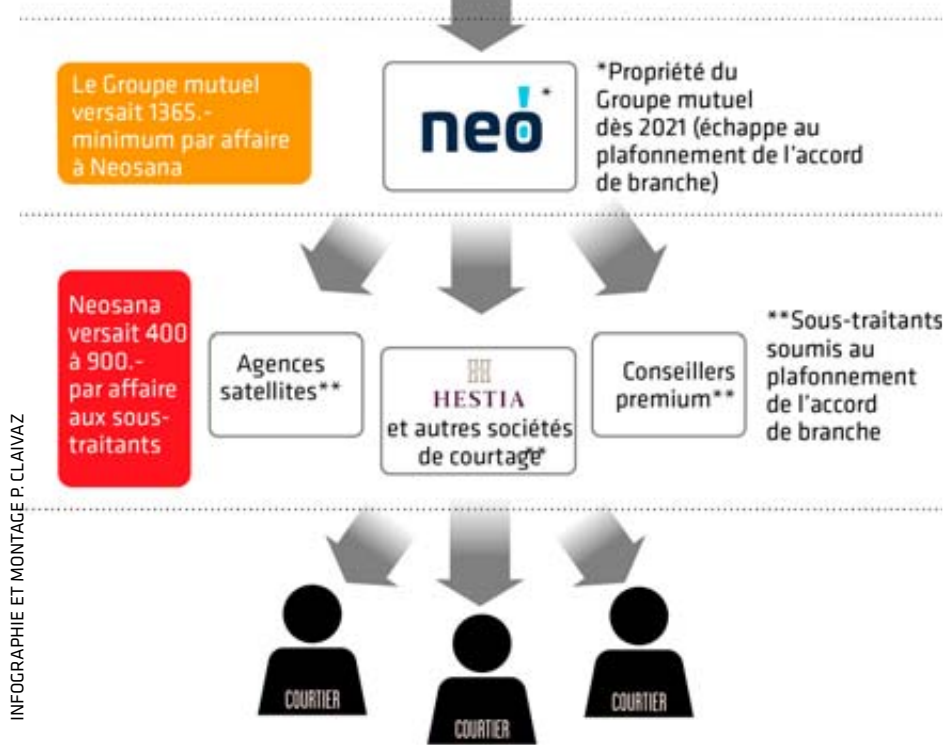 Le Groupe mutuel
versait 1365.-
minimum par affaire
à Neosana
neo*
*Propriété du
Groupe mutuel
dès 2021 (échappe au
plafonnement de l'accord
de branche)
Neosana
versait 400
à 900.-
par affaire
aux sous-
traitants
Agences
satellites**
HESTIA
et autres sociétés
de courtage**
Conseillers
premium**
**Sous-traitants
soumis au
plafonnement
de l'accord
de branche
COURTIER
COURTIER
COURTIER
INFOGRAPHIE ET MONTAGE P. CLAIVAZ